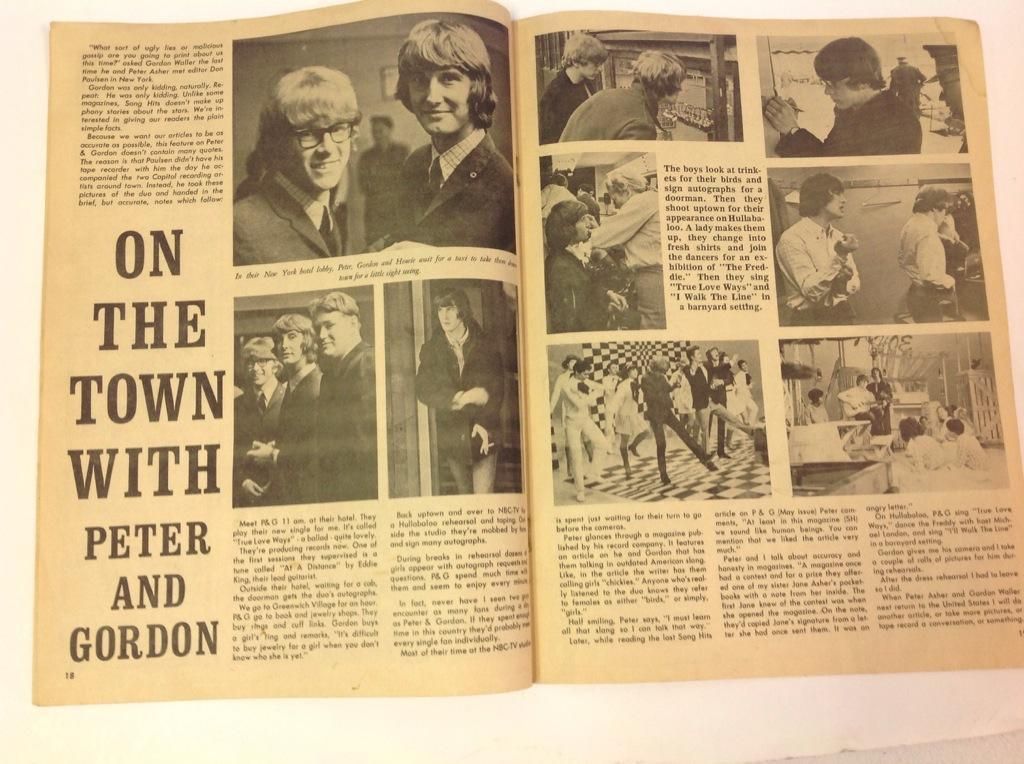 "What sort of ugly lies or malicious
gossip are you going to print about us
this time?" asked Gordon Waller the last
time he and Peter Asher met editor Don
Paulsen in New York.
Gordon was only kidding, naturally. Re-
peat: He was only kidding. Unlike some
magazines, Song Hits doesn't make up
phony stories about the stars. We're in-
terested in giving our readers the plain
simple facts.
Because we want our articles to be as
accurate as possible, this feature on Peter
& Gordon doesn't contain many quotes.
The reason is that Paulsen didn't have his
tape recorder with him the day he ac-
companied the two Capitol recording ar-
tists around town. Instead, he took these
pictures of the duo and handed in the
brief, but accurate, notes which follow:
ON
THE
TOWN
WITH
PETER
AND
GORDON
18
In their New York hotel lobby, Peter, Gordon and Howie wait for a taxi to take them down
town for a little sight seeing.
Meet P&G 11 am. at their hotel. They
play their new single for me. It's called
"True Love Ways" - a ballad - quite lovely.
They're producing records now. One of
the first sessions they supervised is a
tune called "At A Distance" by Eddie
King, their lead guitarist.
Outside their hotel, waiting for a cab,
the doorman gets the duo's autographs.
We go to Greenwich Village for an hour.
P&G go to book and jewelry shops. They
buy rings and cuff links. Gordon buys
a girl's ring and remarks, "It's difficult
to buy jewelry for a girl when you don't
know who she is yet."
Back uptown and over to NBC-TV
a Hullabaloo rehearsal and taping. O
side the studio they're mobbed by
and sign many autographs.
During breaks in rehearsal dozens
girls appear with autograph requests
questions. P&G spend much time
them and seem to enjoy every minute
In fact, never have I seen two
encounter as many fans during a
as Peter & Gordon. If they spent
time in this country they'd probably
every single fan individually.
Most of their time at the NBC-TV
The boys look at trink-
ets for their birds and
sign autographs for a
doorman. Then they
shoot uptown for their
appearance on Hullaba-
loo. A lady makes them
up, they change into
fresh shirts and join
the dancers for an ex-
hibition of "The Fred-
die." Then they sing
"True Love Ways" and
"I Walk The Line" in
a barnyard setting.
is spent just waiting for their turn to go
before the cameras.
Peter glances through a magazine pub-
lished by his record company. It features
an article on he and Gordon that has
them talking in outdated American slang.
Like, in the article the writer has them
calling girls "chickies." Anyone who's real-
ly listened to the duo knows they refer
to females as either "birds," or simply,
"girls."
Half smiling, Peter says, "I must learn
all that slang so I can talk that way."
Later, while reading the last Song Hits
article on P & G (May issue) Peter com-
ments, "At least in this magazine (SH)
we sound like human beings. You can
mention that we liked the article very
much."
Peter and I talk about accuracy and
honesty in magazines. "A magazine once
had a contest and for a prize they offer-
ed one of my sister Jane Asher's pocket-
books with a note from her inside. The
first Jane knew of the contest was when
she opened the magazine. On the note,
they'd copied Jane's signature from a let-
ter she had once sent them. It was an
angry letter."
On Hullabaloo, P&G sing "True Love
Ways," dance the Freddy with host Mich-
ael Landon, and sing "I'll Walk The Line"
in a barnyard setting.
Gordon gives me his camera and I take
a couple of rolls of pictures for him dur-
ing rehearsals.
After the dress rehearsal I had to leave
so I did.
When Peter Asher and Gordon Waller
next return to the United States I will do
another article, or take more pictures, or
tape record a conversation, or something.